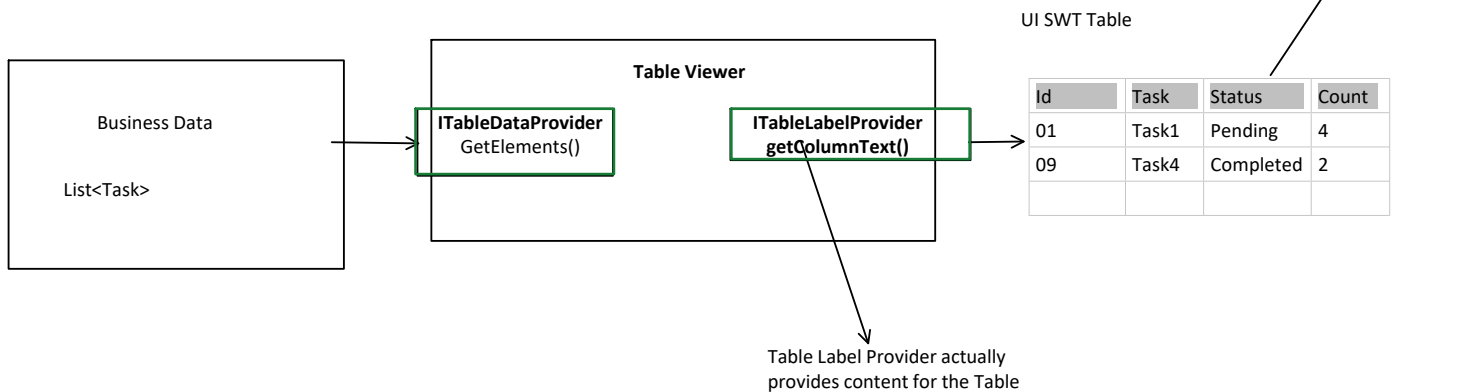 UI SWT Table
Table Viewer
Business Data
List<Task>
ITableDataProvider
GetElements()
ITableLabelProvider
getColumnText()
Id Task Status Count
01 Task1 Pending 4
09 Task4 Completed 2
Table Label Provider actually
provides content for the Table